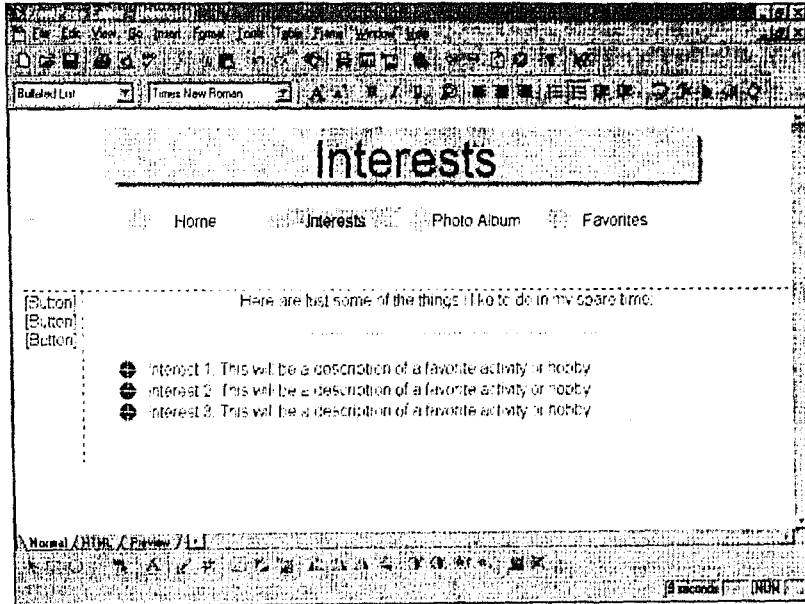 FrontPage Editor
File Edit View Go Insert Format Tools Table Frame Window Help
Bulleted List Times New Roman
Interests
Home Interests Photo Album Favorites
[Button] Here are just some of the things I like to do in my spare time:
[Button]
[Button]
Interest 1. This will be a description of a favorite activity or hobby
Interest 2. This will be a description of a favorite activity or hobby
Interest 3. This will be a description of a favorite activity or hobby
Normal HTML Preview
seconds NUM